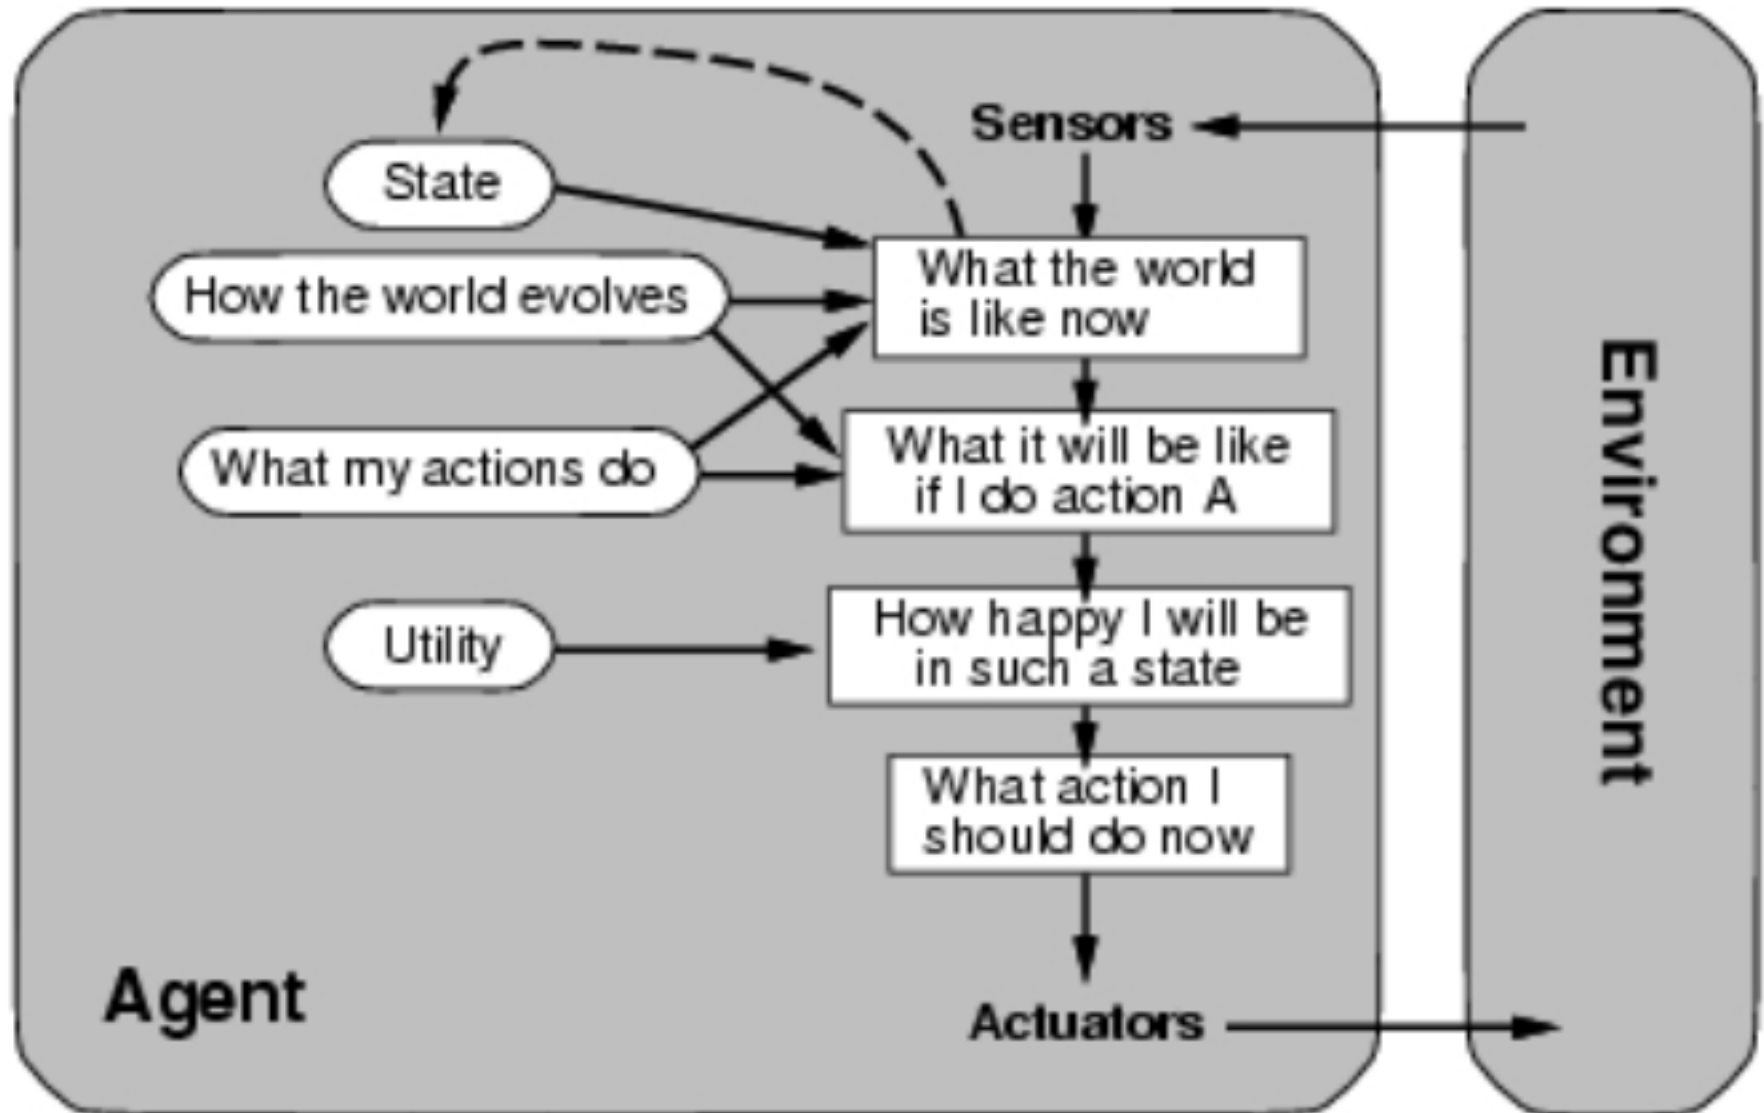 Sensors
State
What the world
is like now
How the world evolves
What my actions do
What it will be like
if I do action A
Utility
How happy I will be
in such a state
What action I
should do now
Agent
Actuators
Environment